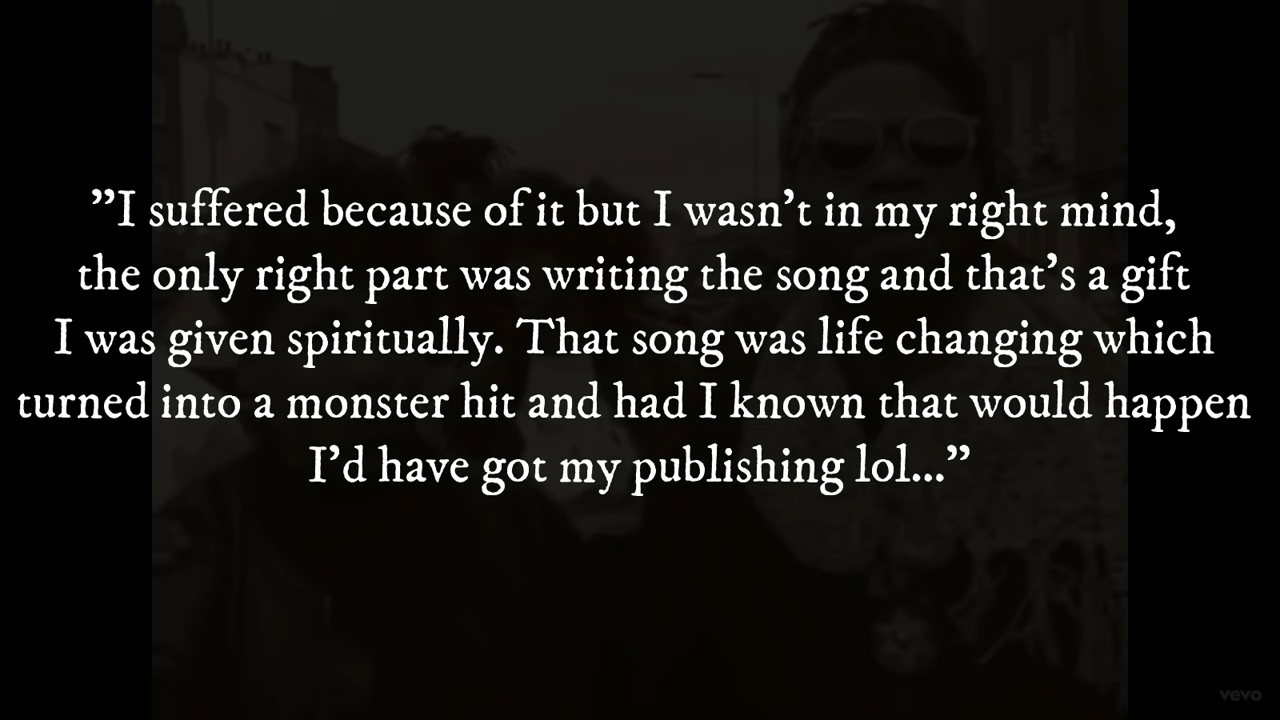 ”I suffered because of it but I wasn’t in my right mind,
the only right part was writing the song and that’s a gift
I was given spiritually. That song was life changing which
turned into a monster hit and had I known that would happen
I’d have got my publishing lol...”
vevo